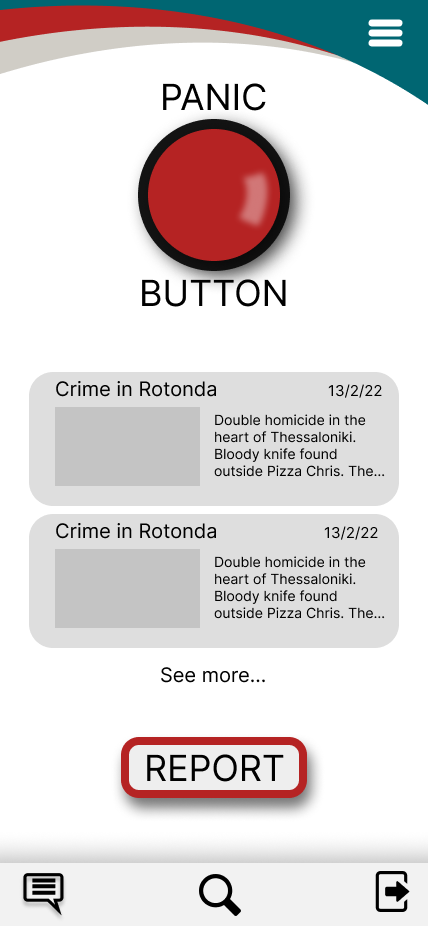 PANIC
BUTTON
Crime in Rotonda
13/2/22
Double homicide in the
heart of Thessaloniki.
Bloody knife found
outside Pizza Chris. The...
Crime in Rotonda
13/2/22
Double homicide in the
heart of Thessaloniki.
Bloody knife found
outside Pizza Chris. The...
See more...
REPORT